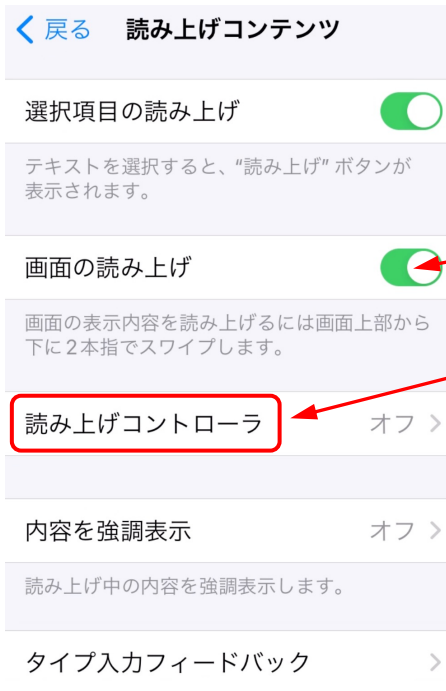 戻る 読み上げコンテンツ
選択項目の読み上げ
テキストを選択すると、“読み上げ” ボタンが
表示されます。
画面の読み上げ
画面の表示内容を読み上げるには画面上部から
下に2本指でスワイプします。
読み上げコントローラ オフ
内容を強調表示 オフ
読み上げ中の内容を強調表示します。
タイプ入力フィードバック